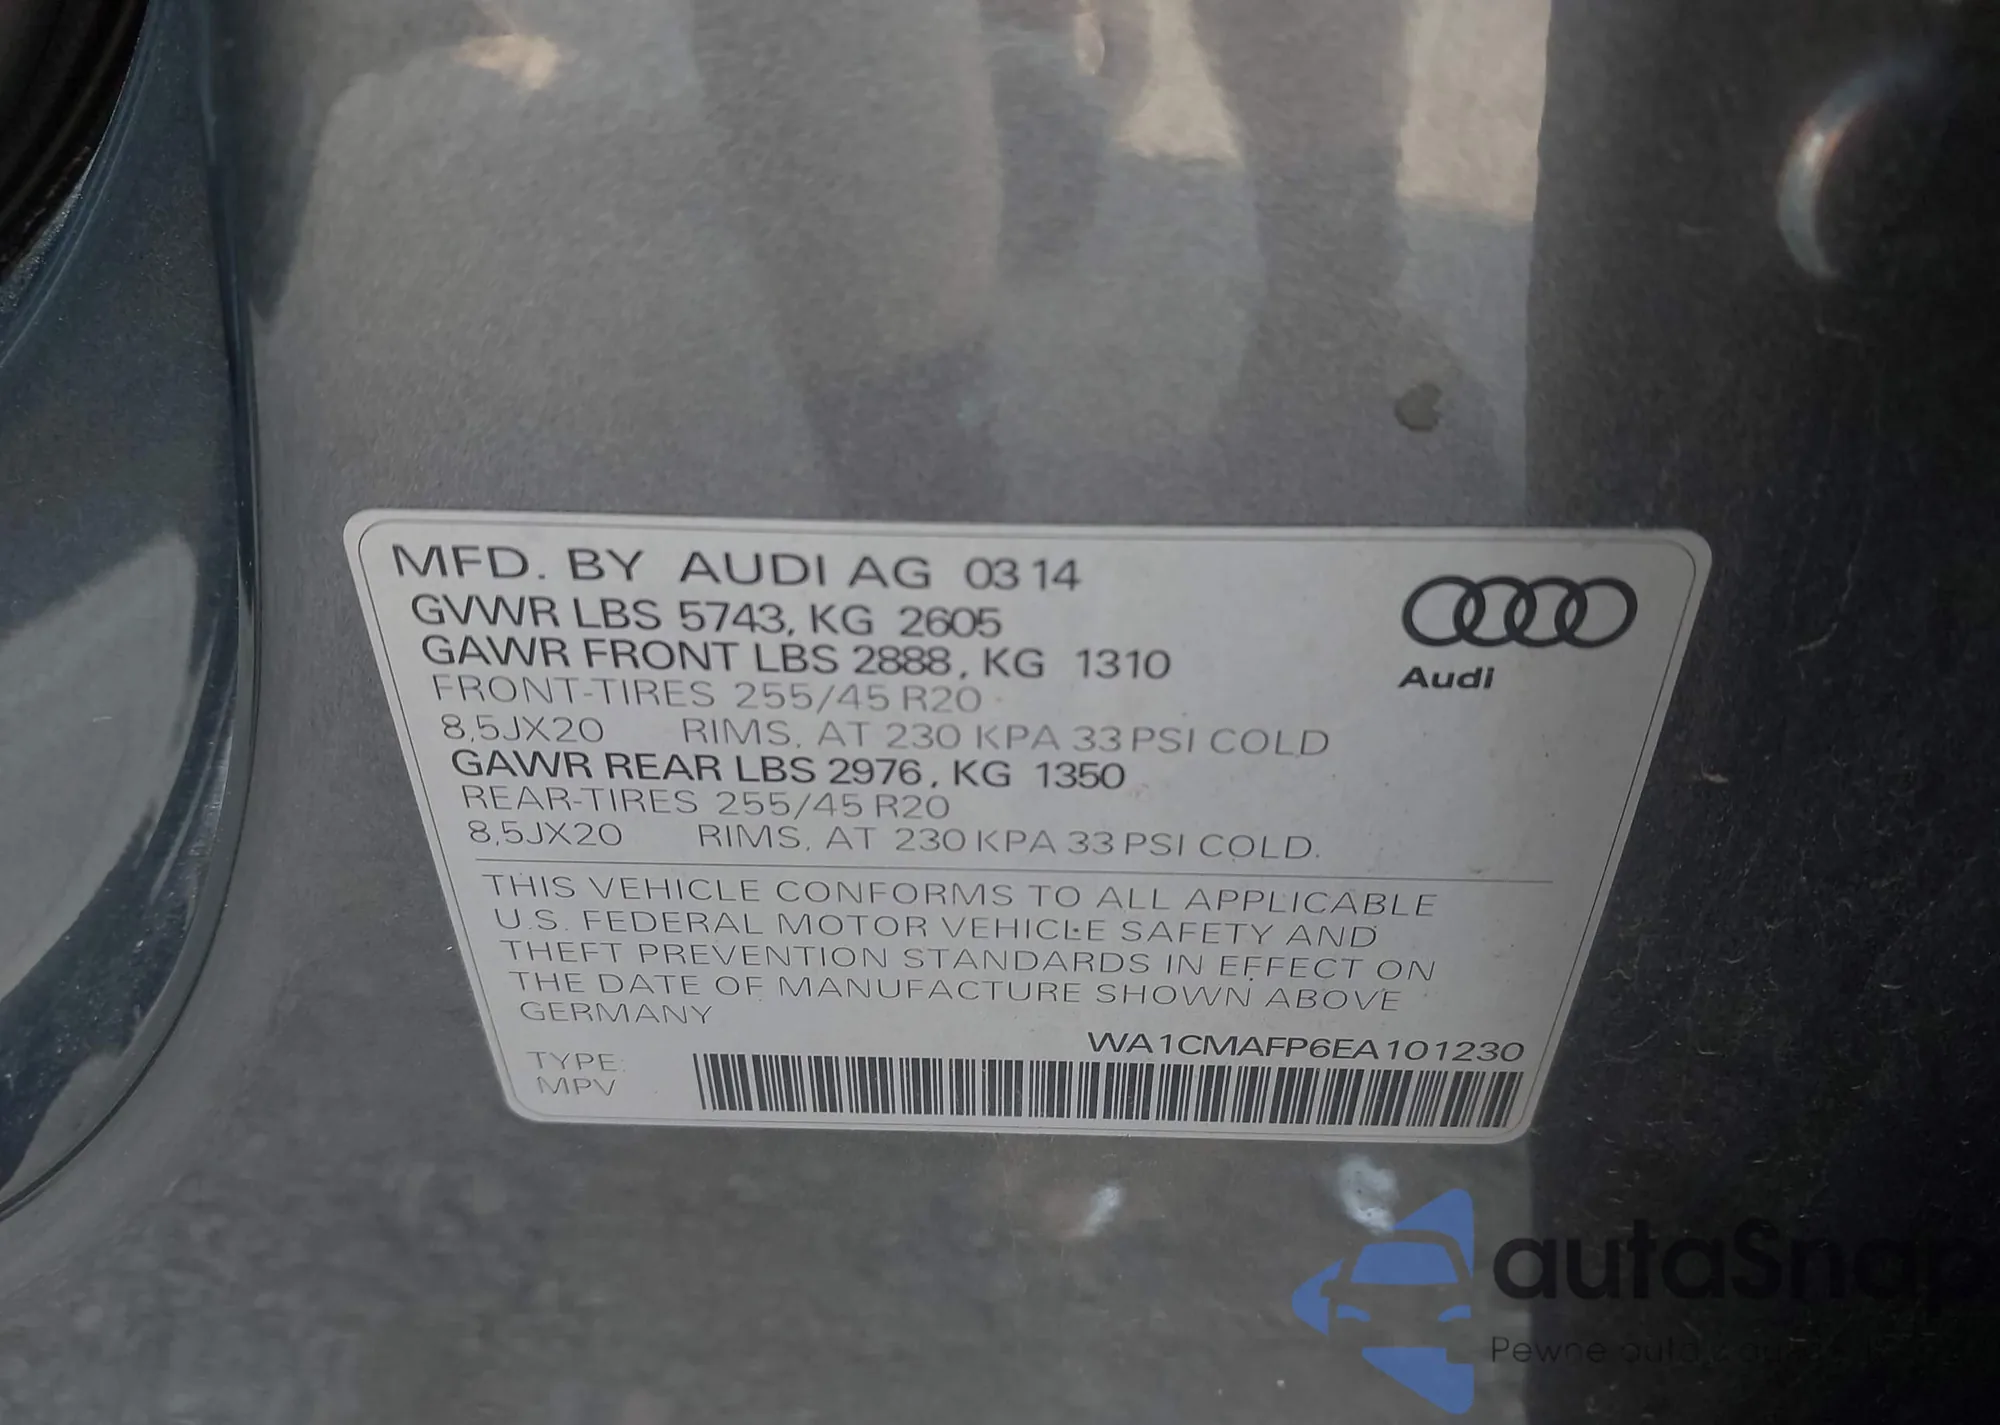 MFD. BY AUDI AG 03 14
GVWR LBS 5743, KG 2605
GAWR FRONT LBS 2888, KG 1310
FRONT-TIRES 255/45 R20
8,5JX20 RIMS, AT 230 KPA 33 PSI COLD
GAWR REAR LBS 2976, KG 1350
REAR-TIRES 255/45 R20
8,5JX20 RIMS, AT 230 KPA 33 PSI COLD.
Audi
THIS VEHICLE CONFORMS TO ALL APPLICABLE
U.S. FEDERAL MOTOR VEHICLE SAFETY AND
THEFT PREVENTION STANDARDS IN EFFECT ON
THE DATE OF MANUFACTURE SHOWN ABOVE
GERMANY
WA1CMAFP6EA101230
TYPE:
MPV
autaSnap
Pewne auta z